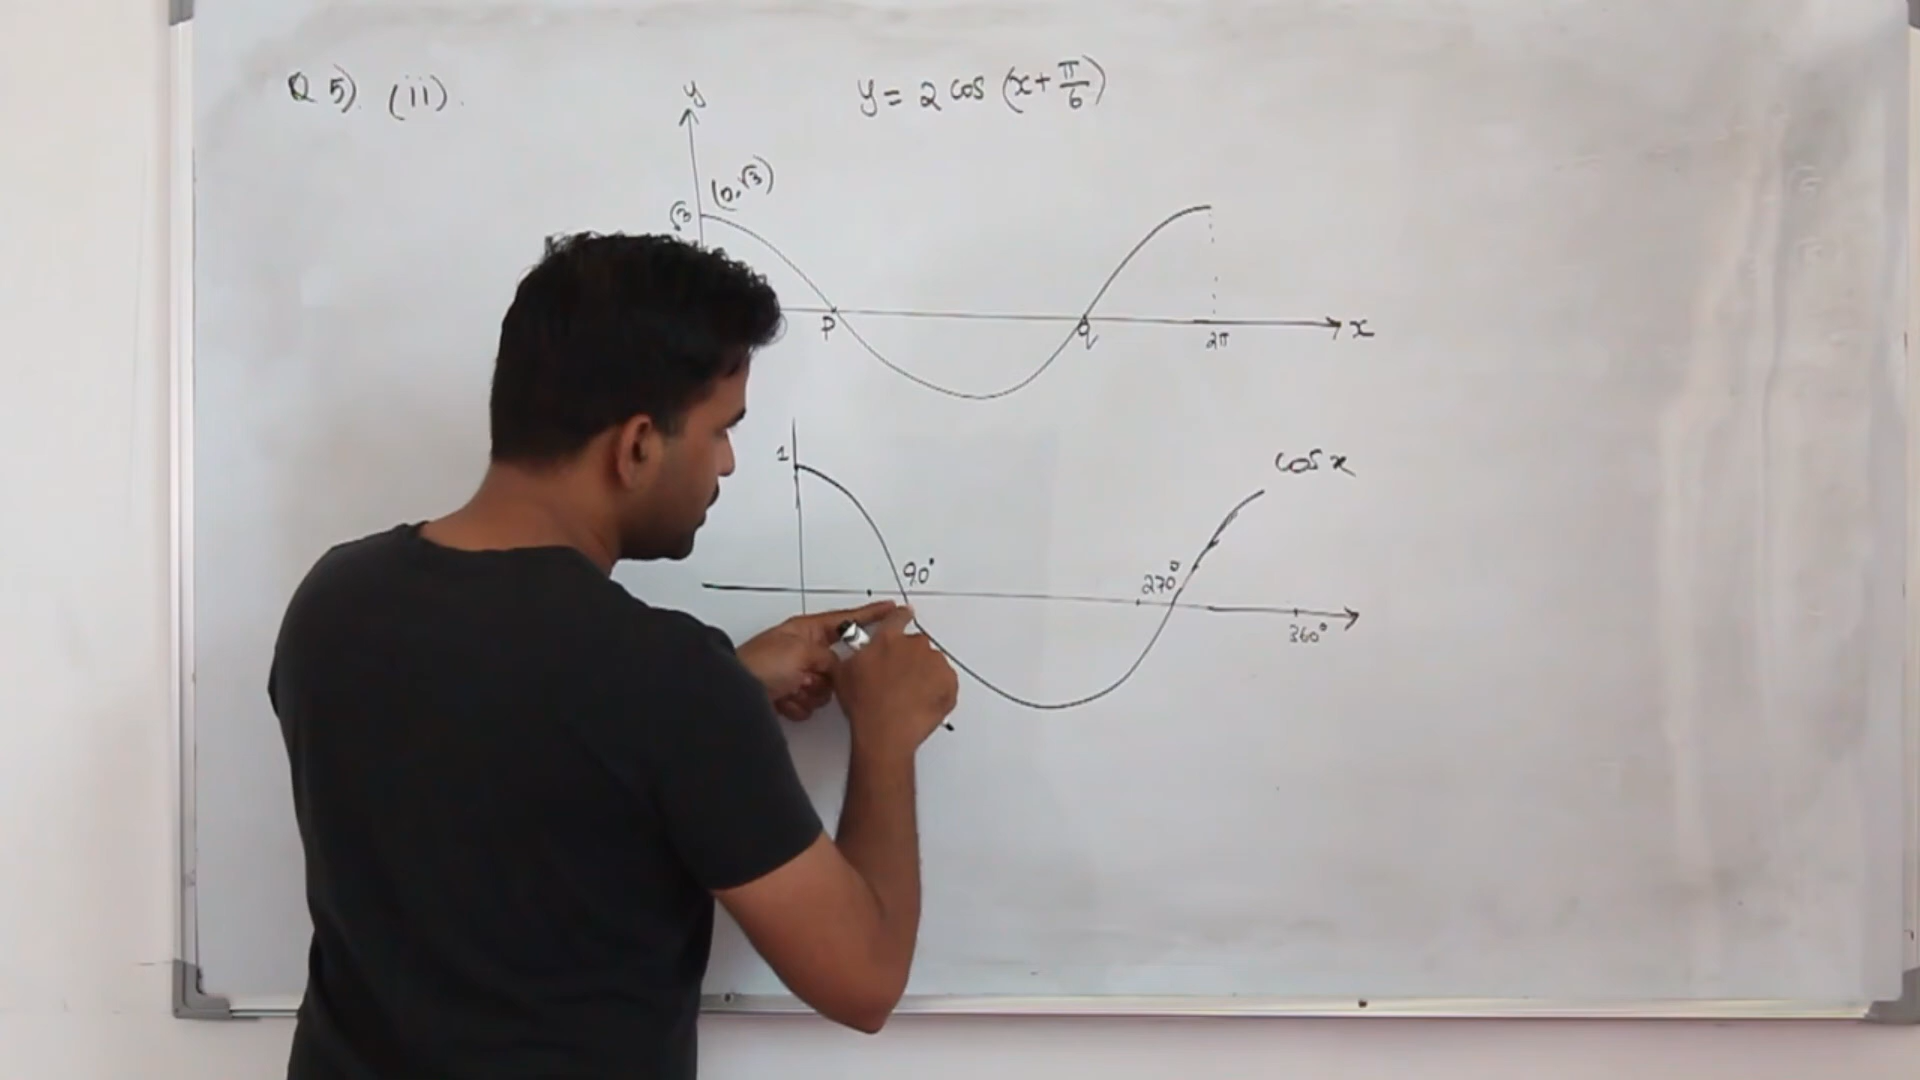 Q 5). (ii).
y = 2 cos (x + π/6)
y
(0, √3)
√3
P
q
2π
x
1
cos x
90°
270°
360°